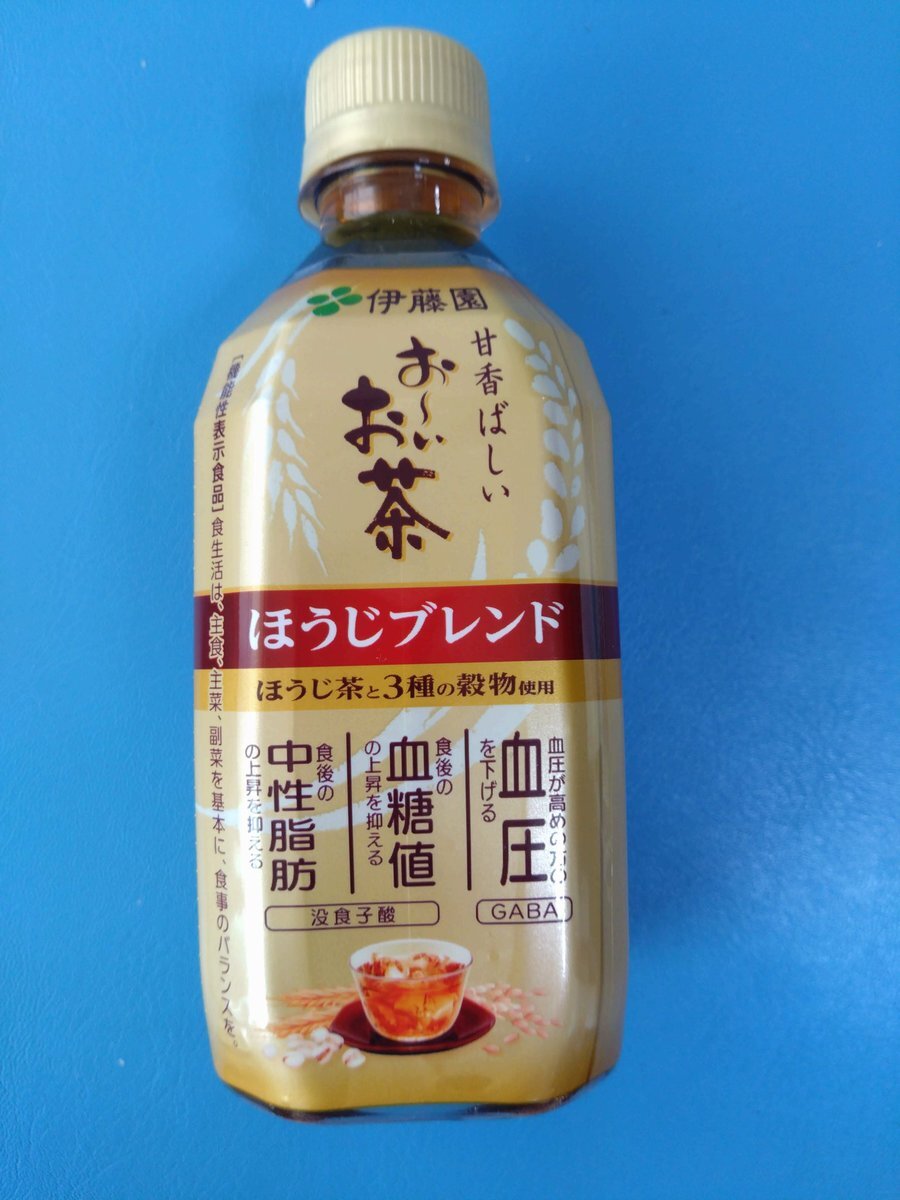 伊藤園
甘香ばしい
お～い
お茶
ほうじブレンド
ほうじ茶と3種の穀物使用
血圧が高めの方の
血圧
を下げる
GABA
食後の
血糖値
の上昇を抑える
食後の
中性脂肪
の上昇を抑える
没食子酸
［機能性表示食品］食生活は、主食、主菜、副菜を基本に、食事のバランスを。